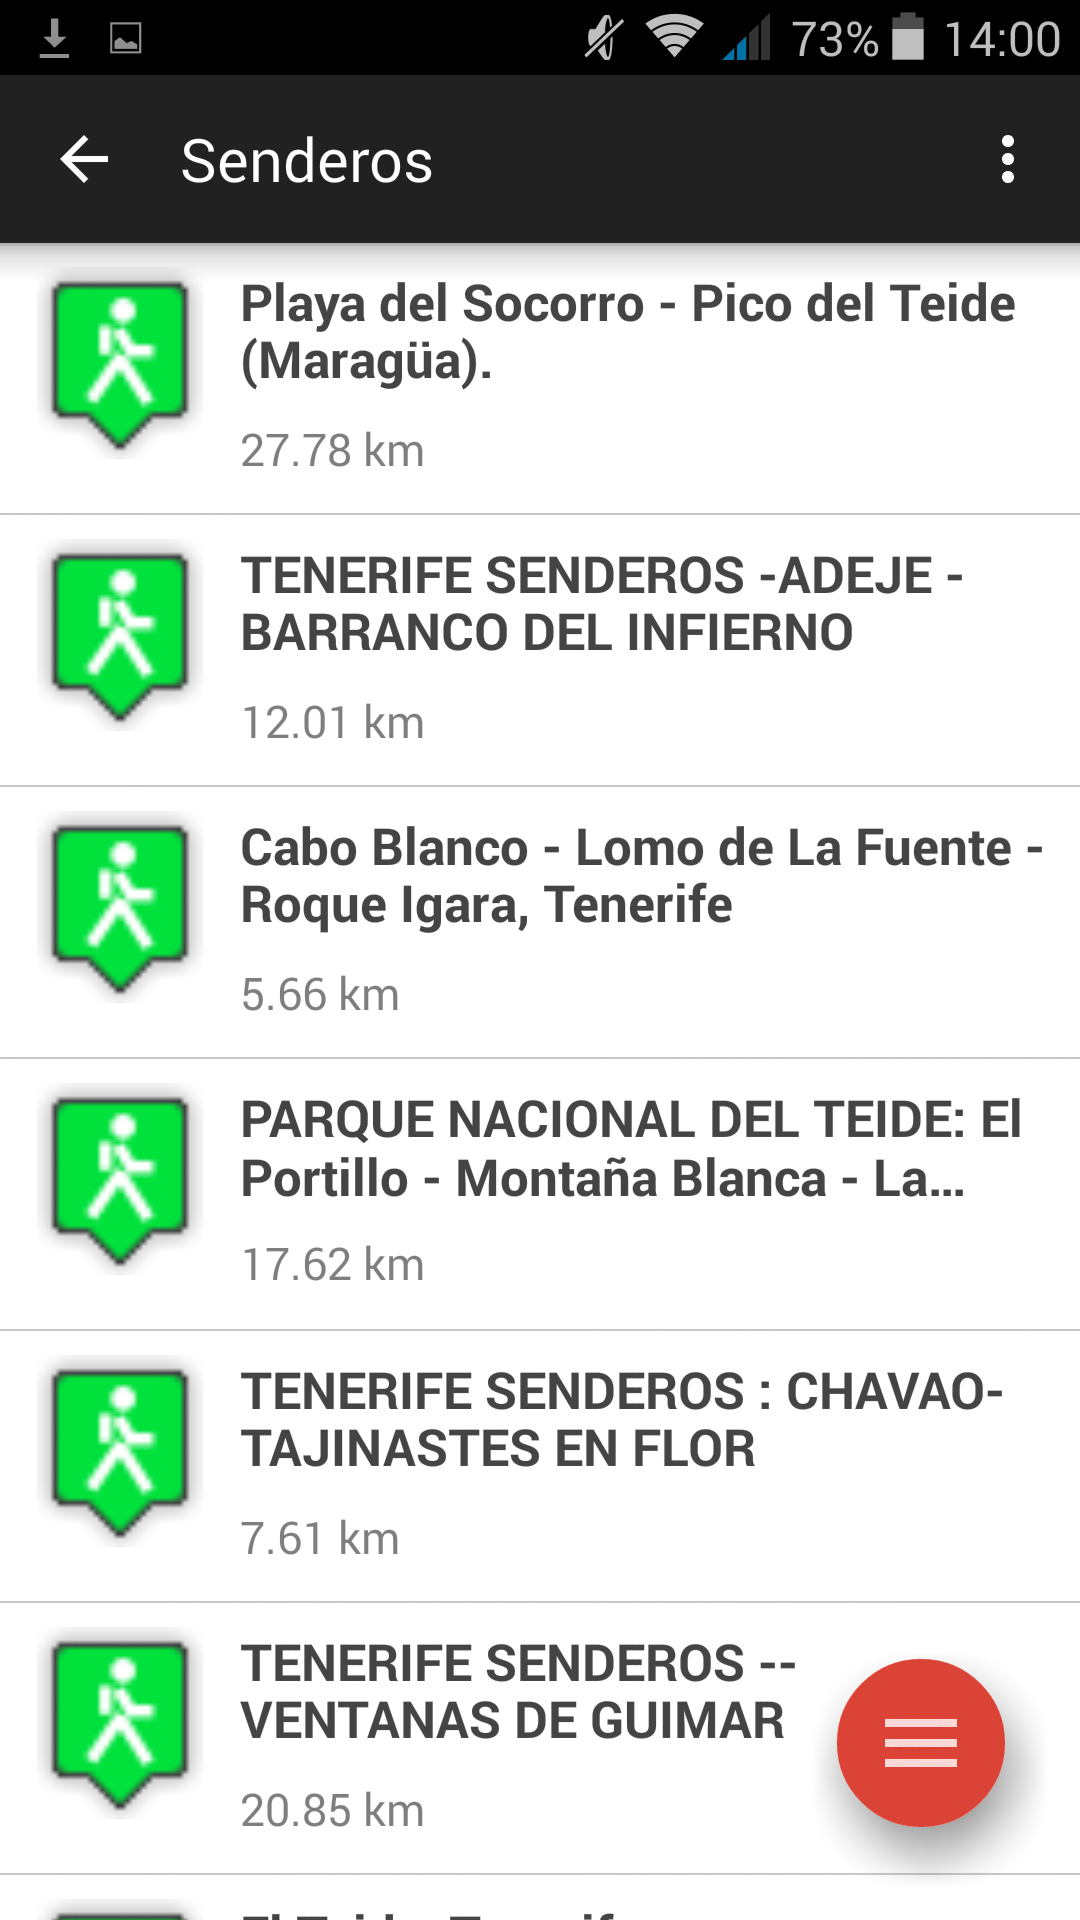 73% 14:00
Senderos
Playa del Socorro - Pico del Teide
(Maragüa).
27.78 km
TENERIFE SENDEROS -ADEJE -
BARRANCO DEL INFIERNO
12.01 km
Cabo Blanco - Lomo de La Fuente -
Roque Igara, Tenerife
5.66 km
PARQUE NACIONAL DEL TEIDE: El
Portillo - Montaña Blanca - La...
17.62 km
TENERIFE SENDEROS : CHAVAO-
TAJINASTES EN FLOR
7.61 km
TENERIFE SENDEROS --
VENTANAS DE GUIMAR
20.85 km